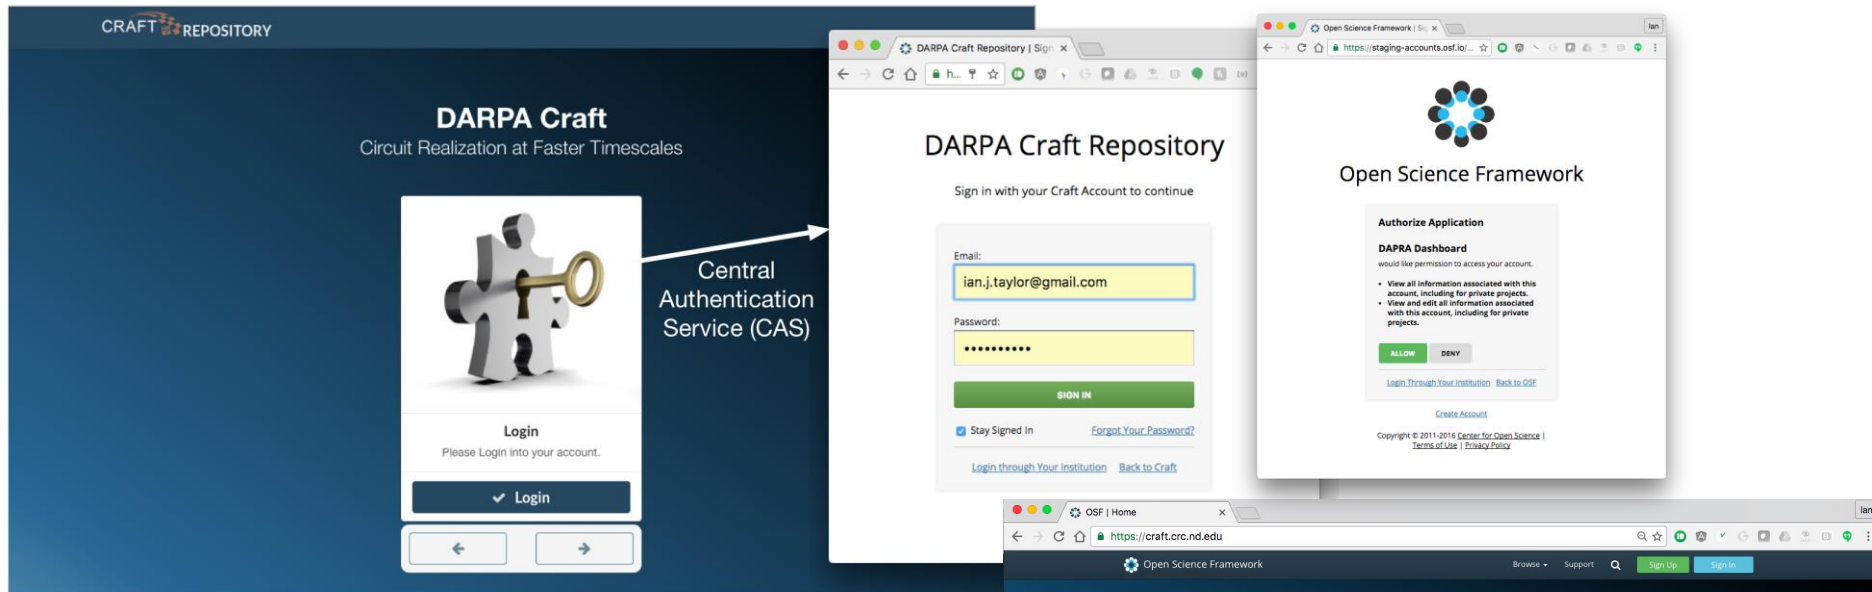 CRAFT REPOSITORY
DARPA Craft
Circuit Realization at Faster Timescales
Login
Please Login into your account.
✔ Login
← →
Central
Authentication
Service (CAS)
DARPA Craft Repository | Sign
h...
DARPA Craft Repository
Sign in with your Craft Account to continue
Email:
ian.j.taylor@gmail.com
Password:
••••••••••
SIGN IN
Stay Signed In Forgot Your Password?
Login through Your Institution Back to Craft
Open Science Framework | Ian
https://staging-accounts.osf.io/...
Open Science Framework
Authorize Application
DAPRA Dashboard
would like permission to access your account.
• View all information associated with this
account, including for private projects.
• View and edit all information associated
with this account, including for private
projects.
ALLOW DENY
Login Through Your Institution Back to OSF
Create Account
Copyright © 2011-2016 Center for Open Science |
Terms of Use | Privacy Policy
OSF | Home Ian
https://craft.crc.nd.edu
Open Science Framework Browse Support Sign Up Sign In